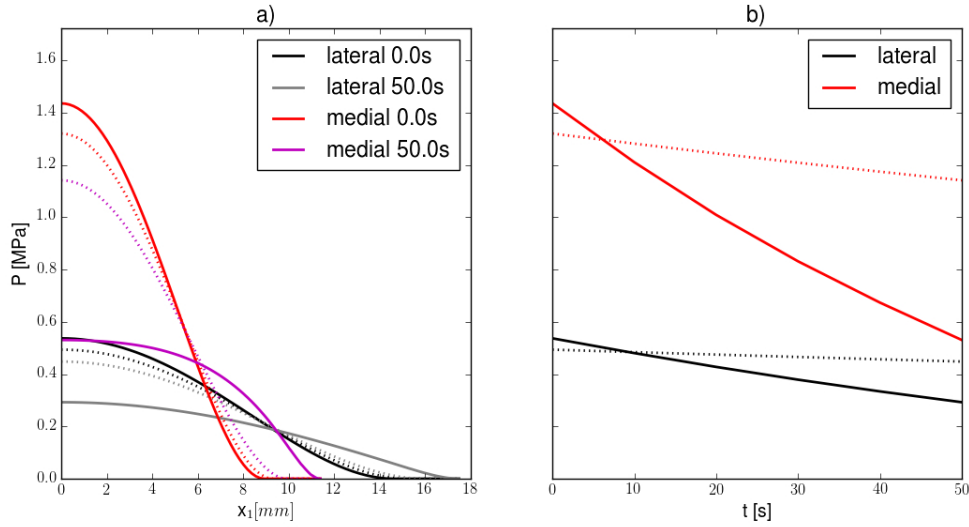 a)
lateral 0.0s
lateral 50.0s
medial 0.0s
medial 50.0s
P [MPa]
1.6
1.4
1.2
1.0
0.8
0.6
0.4
0.2
0.0
0 2 4 6 8 10 12 14 16 18
x₁[mm]
b)
lateral
medial
0 10 20 30 40 50
t [s]